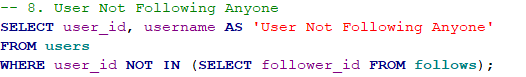 -- 8. User Not Following Anyone
SELECT user_id, username AS 'User Not Following Anyone'
FROM users
WHERE user_id NOT IN (SELECT follower_id FROM follows);